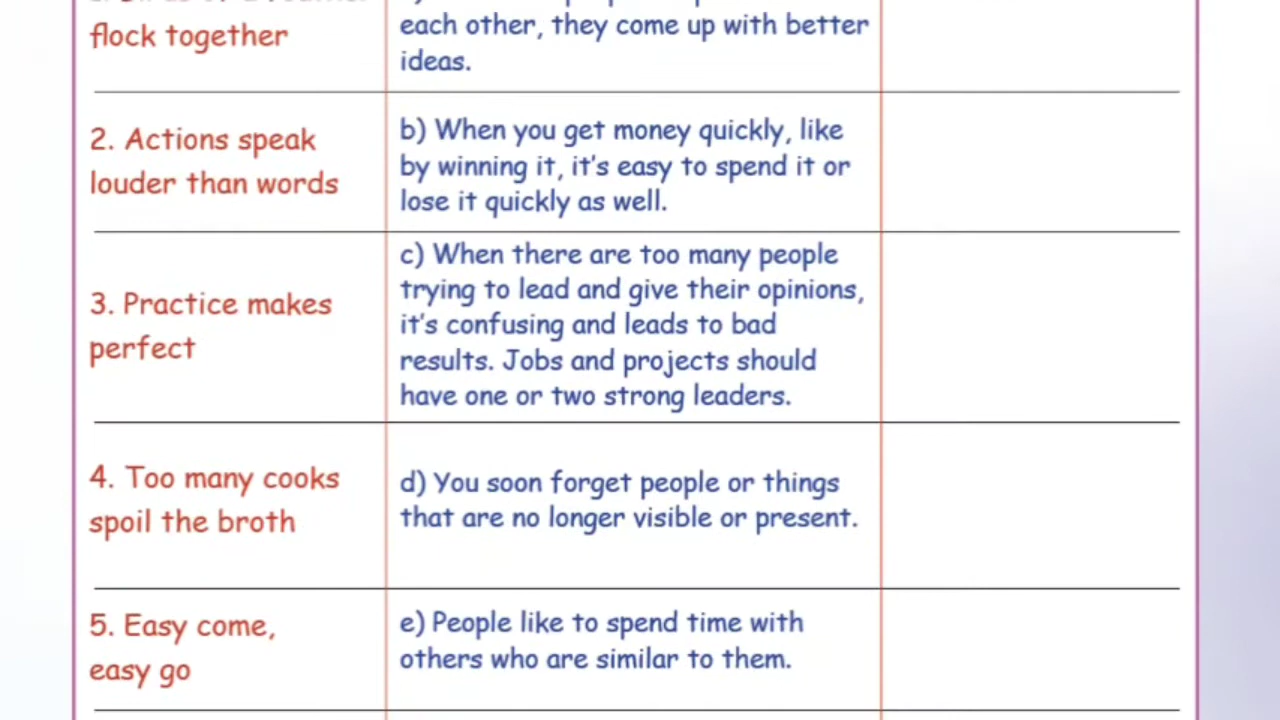 flock together
each other, they come up with better
ideas.
2. Actions speak
louder than words
b) When you get money quickly, like
by winning it, it's easy to spend it or
lose it quickly as well.
3. Practice makes
perfect
c) When there are too many people
trying to lead and give their opinions,
it's confusing and leads to bad
results. Jobs and projects should
have one or two strong leaders.
4. Too many cooks
spoil the broth
d) You soon forget people or things
that are no longer visible or present.
5. Easy come,
easy go
e) People like to spend time with
others who are similar to them.